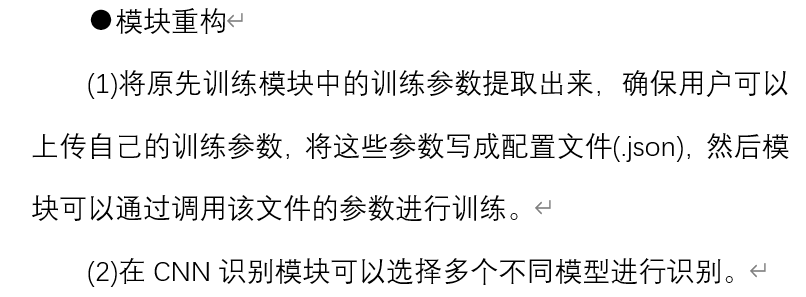 ●模块重构
(1)将原先训练模块中的训练参数提取出来，确保用户可以
上传自己的训练参数，将这些参数写成配置文件(.json)，然后模
块可以通过调用该文件的参数进行训练。
(2)在 CNN 识别模块可以选择多个不同模型进行识别。